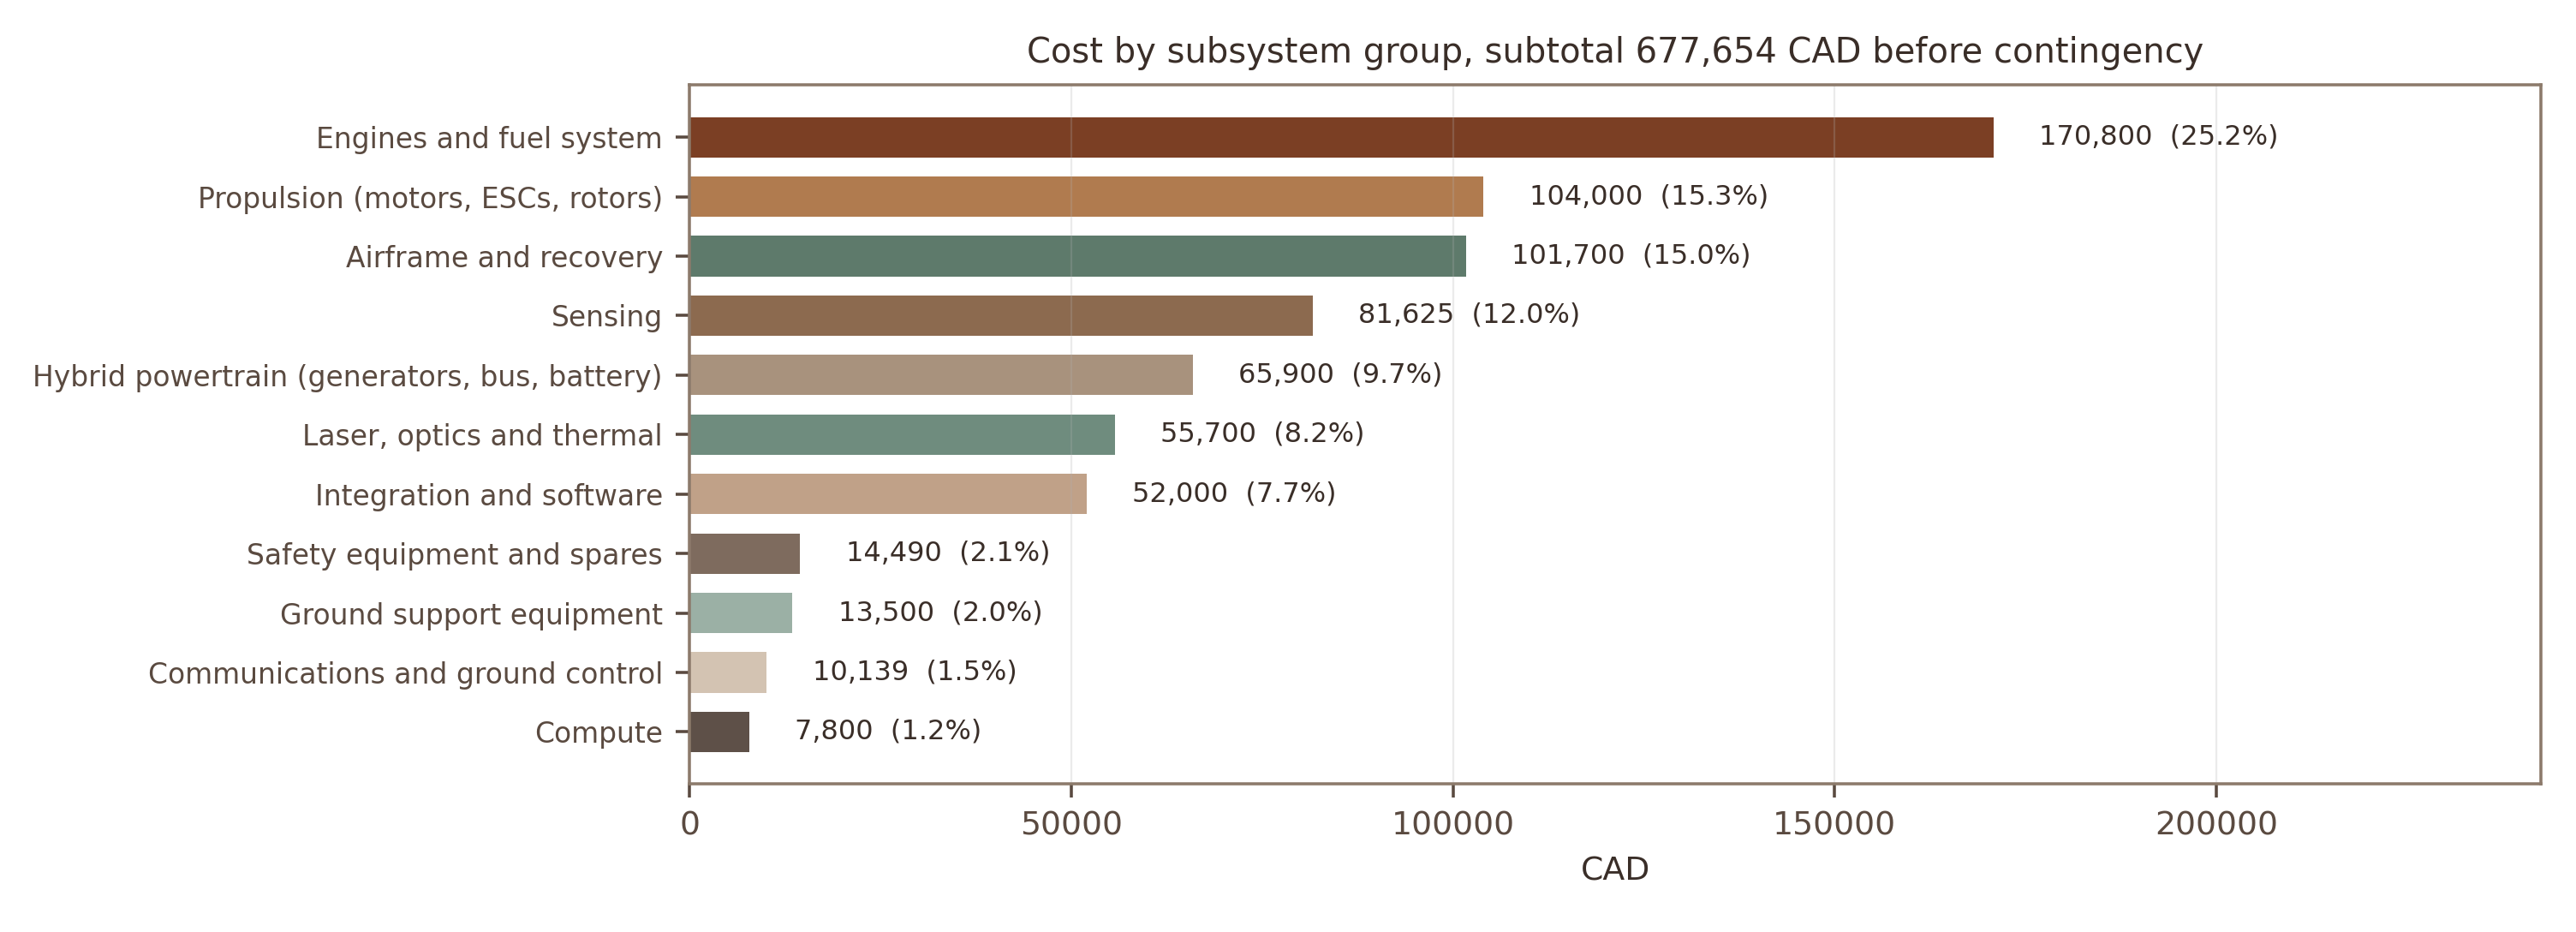 Cost by subsystem group, subtotal 677,654 CAD before contingency
Engines and fuel system 170,800 (25.2%)
Propulsion (motors, ESCs, rotors) 104,000 (15.3%)
Airframe and recovery 101,700 (15.0%)
Sensing 81,625 (12.0%)
Hybrid powertrain (generators, bus, battery) 65,900 (9.7%)
Laser, optics and thermal 55,700 (8.2%)
Integration and software 52,000 (7.7%)
Safety equipment and spares 14,490 (2.1%)
Ground support equipment 13,500 (2.0%)
Communications and ground control 10,139 (1.5%)
Compute 7,800 (1.2%)
0 50000 100000 150000 200000
CAD